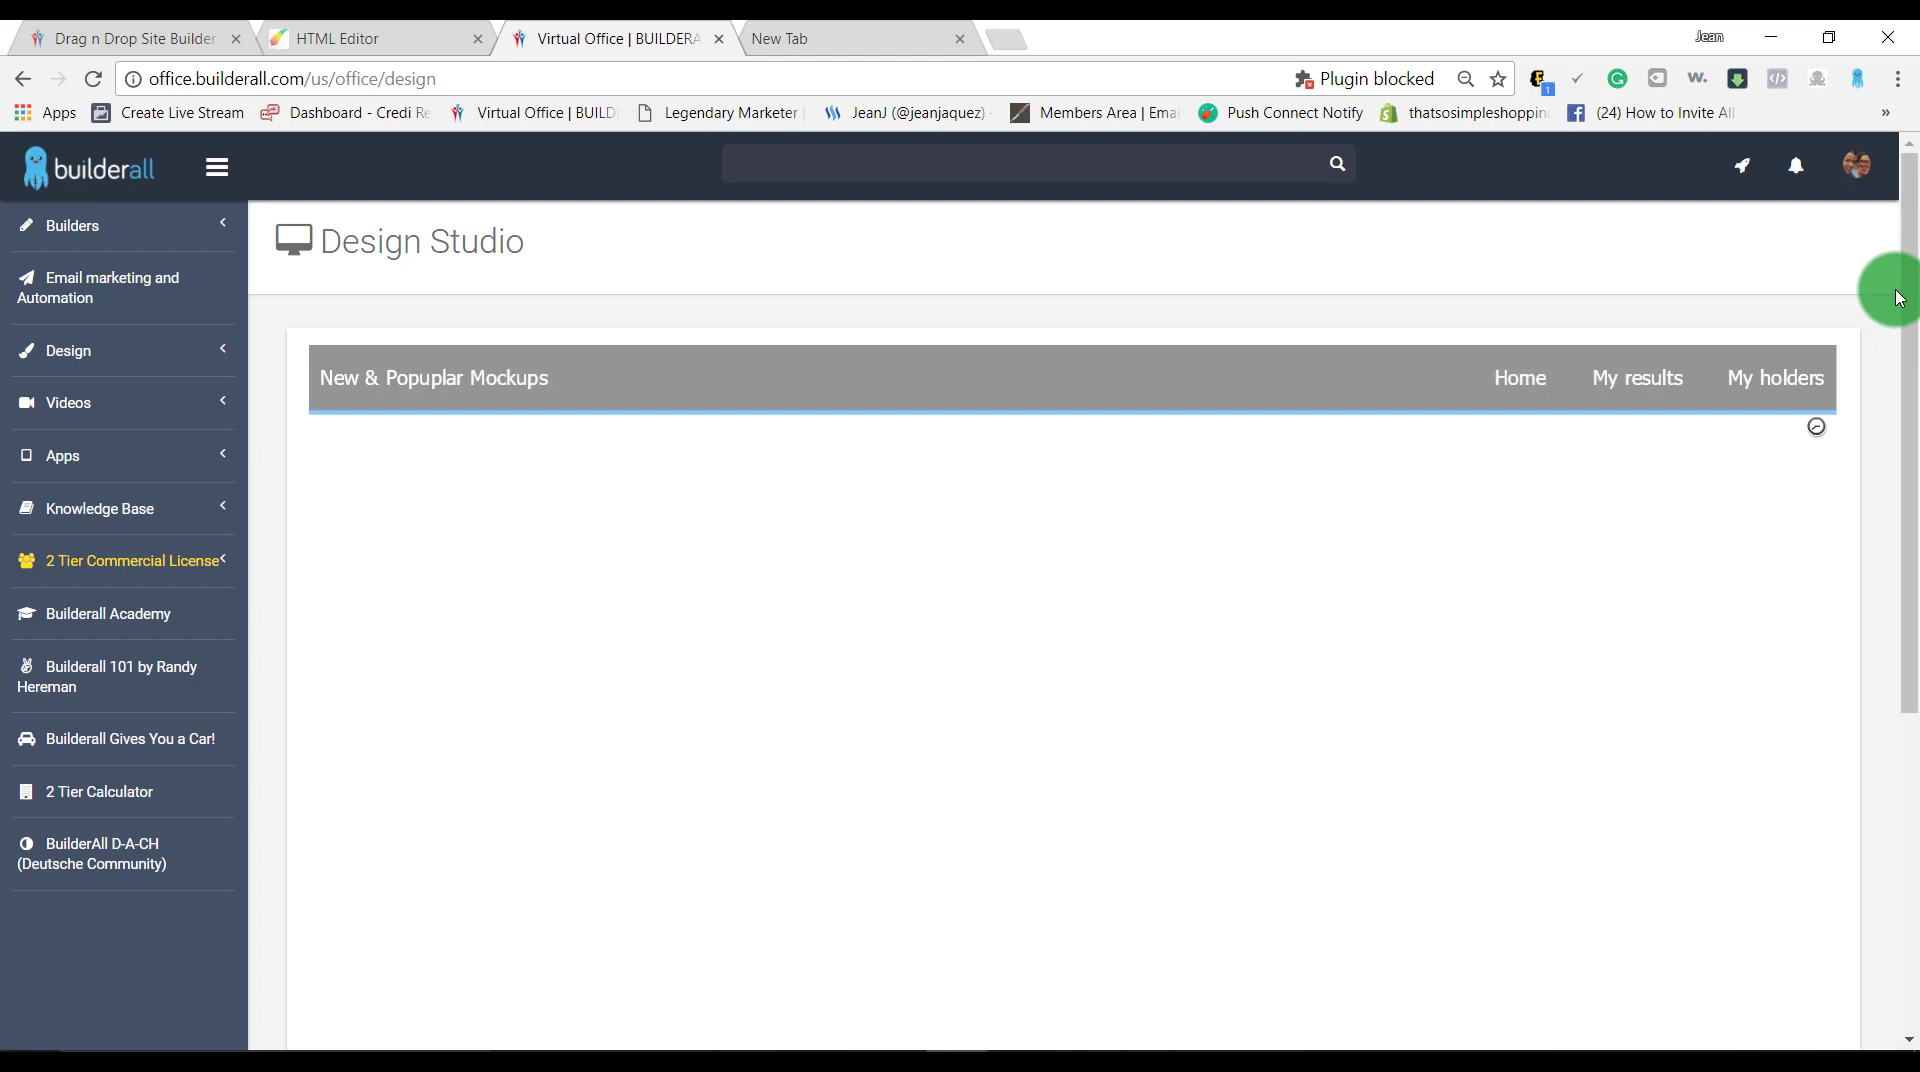 Drag n Drop Site Builder
HTML Editor
Virtual Office | BUILDERA
New Tab
Jean
office.builderall.com/us/office/design
Plugin blocked
1
w.
Apps
Create Live Stream
Dashboard - Credi Re
Virtual Office | BUILDI
Legendary Marketer
JeanJ (@jeanjaquez) -
Members Area | Emai
Push Connect Notify
thatsosimpleshopping
(24) How to Invite All
»
builderall
Design Studio
Builders
Email marketing and
Automation
Design
Videos
Apps
Knowledge Base
2 Tier Commercial License
Builderall Academy
Builderall 101 by Randy
Hereman
Builderall Gives You a Car!
2 Tier Calculator
BuilderAll D-A-CH
(Deutsche Community)
New & Popuplar Mockups
Home
My results
My holders